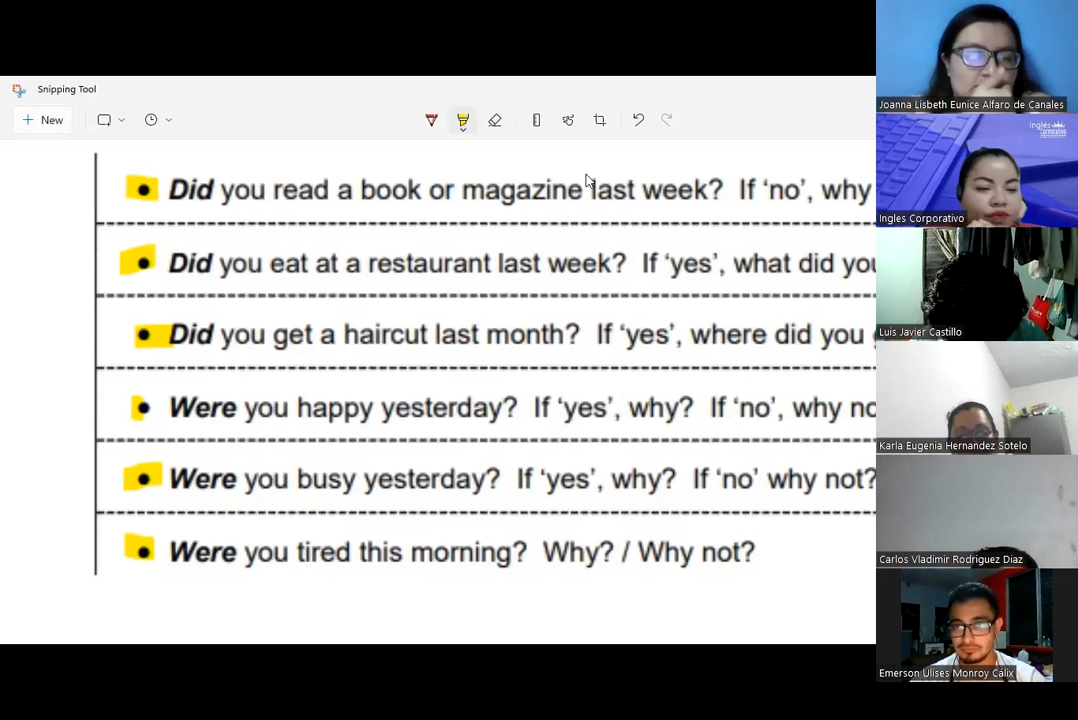 Snipping Tool
New
Did you read a book or magazine last week? If ‘no’, why
Did you eat at a restaurant last week? If ‘yes’, what did you
Did you get a haircut last month? If ‘yes’, where did you
Were you happy yesterday? If ‘yes’, why? If ‘no’, why no
Were you busy yesterday? If ‘yes’, why? If ‘no’ why not?
Were you tired this morning? Why? / Why not?
Joanna Lisbeth Eunice Alfaro de Canales
Inglés Corporativo
Ingles Corporativo
Luis Javier Castillo
Karla Eugenia Hernandez Sotelo
Carlos Vladimir Rodriguez Diaz
Emerson Ulises Monroy Cálix